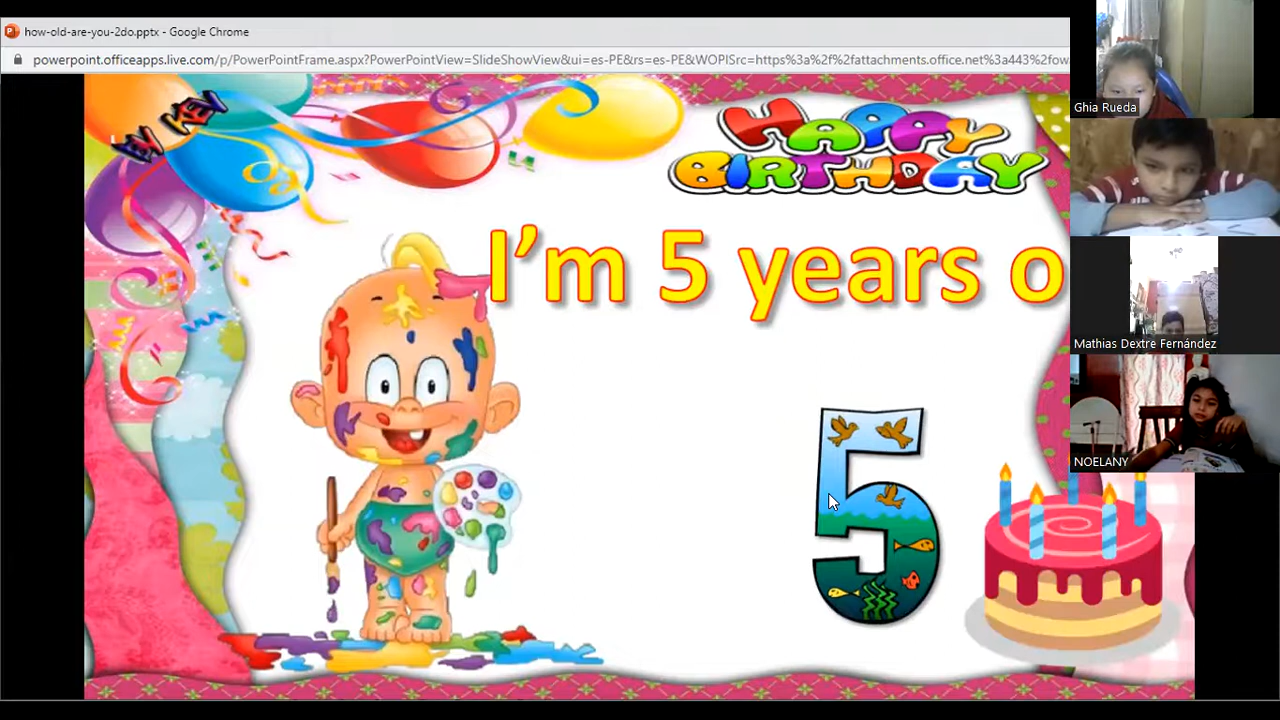 how-old-are-you-2do.pptx - Google Chrome
powerpoint.officeapps.live.com/p/PowerPointFrame.aspx?PowerPointView=SlideShowView&ui=es-PE&rs=es-PE&WOPISrc=https%3a%2f%2fattachments.office.net%3a443%2fow
BY KEV
HAPPY
BIRTHDAY
I'm 5 years o
5
Ghia Rueda
Mathias Dextre Fernández
NOELANY